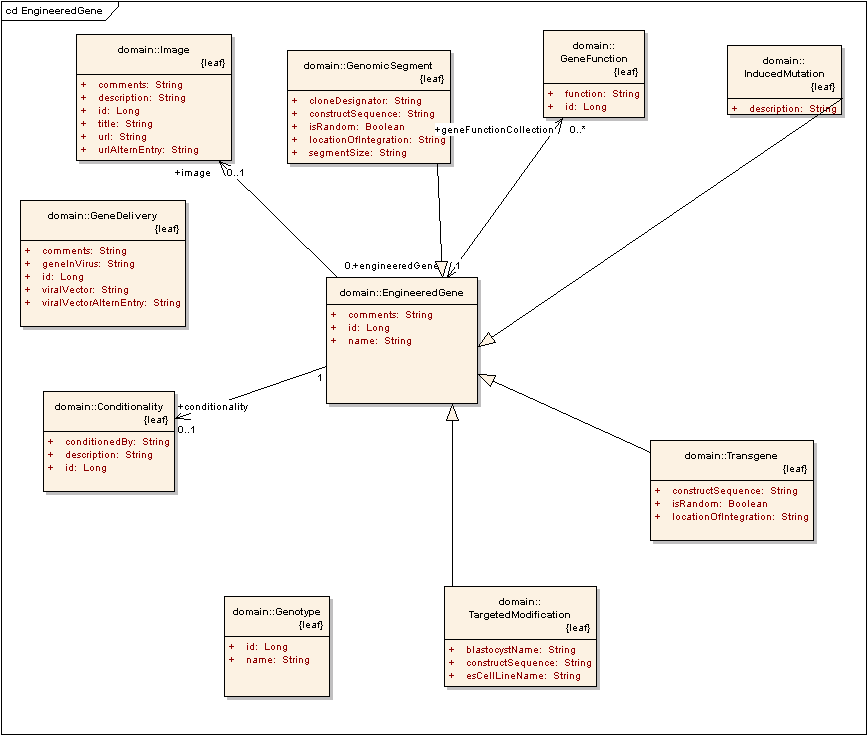 cd EngineeredGene
domain::Image
{leaf}
+ comments: String
+ description: String
+ id: Long
+ title: String
+ url: String
+ urlAlternEntry: String
domain::GenomicSegment
{leaf}
+ cloneDesignator: String
+ constructSequence: String
+ isRandom: Boolean
+ locationOfIntegration: String
+ segmentSize: String
domain::
GeneFunction
{leaf}
+ function: String
+ id: Long
domain::
InducedMutation
{leaf}
+ description: String
+geneFunctionCollection
0..*
+image
0..1
domain::GeneDelivery
{leaf}
+ comments: String
+ geneInVirus: String
+ id: Long
+ viralVector: String
+ viralVectorAlternEntry: String
0.+engineeredGene
1
domain::EngineeredGene
+ comments: String
+ id: Long
+ name: String
1
+conditionality
0..1
domain::Conditionality
{leaf}
+ conditionedBy: String
+ description: String
+ id: Long
domain::Transgene
{leaf}
+ constructSequence: String
+ isRandom: Boolean
+ locationOfIntegration: String
domain::Genotype
{leaf}
+ id: Long
+ name: String
domain::
TargetedModification
{leaf}
+ blastocystName: String
+ constructSequence: String
+ esCellLineName: String